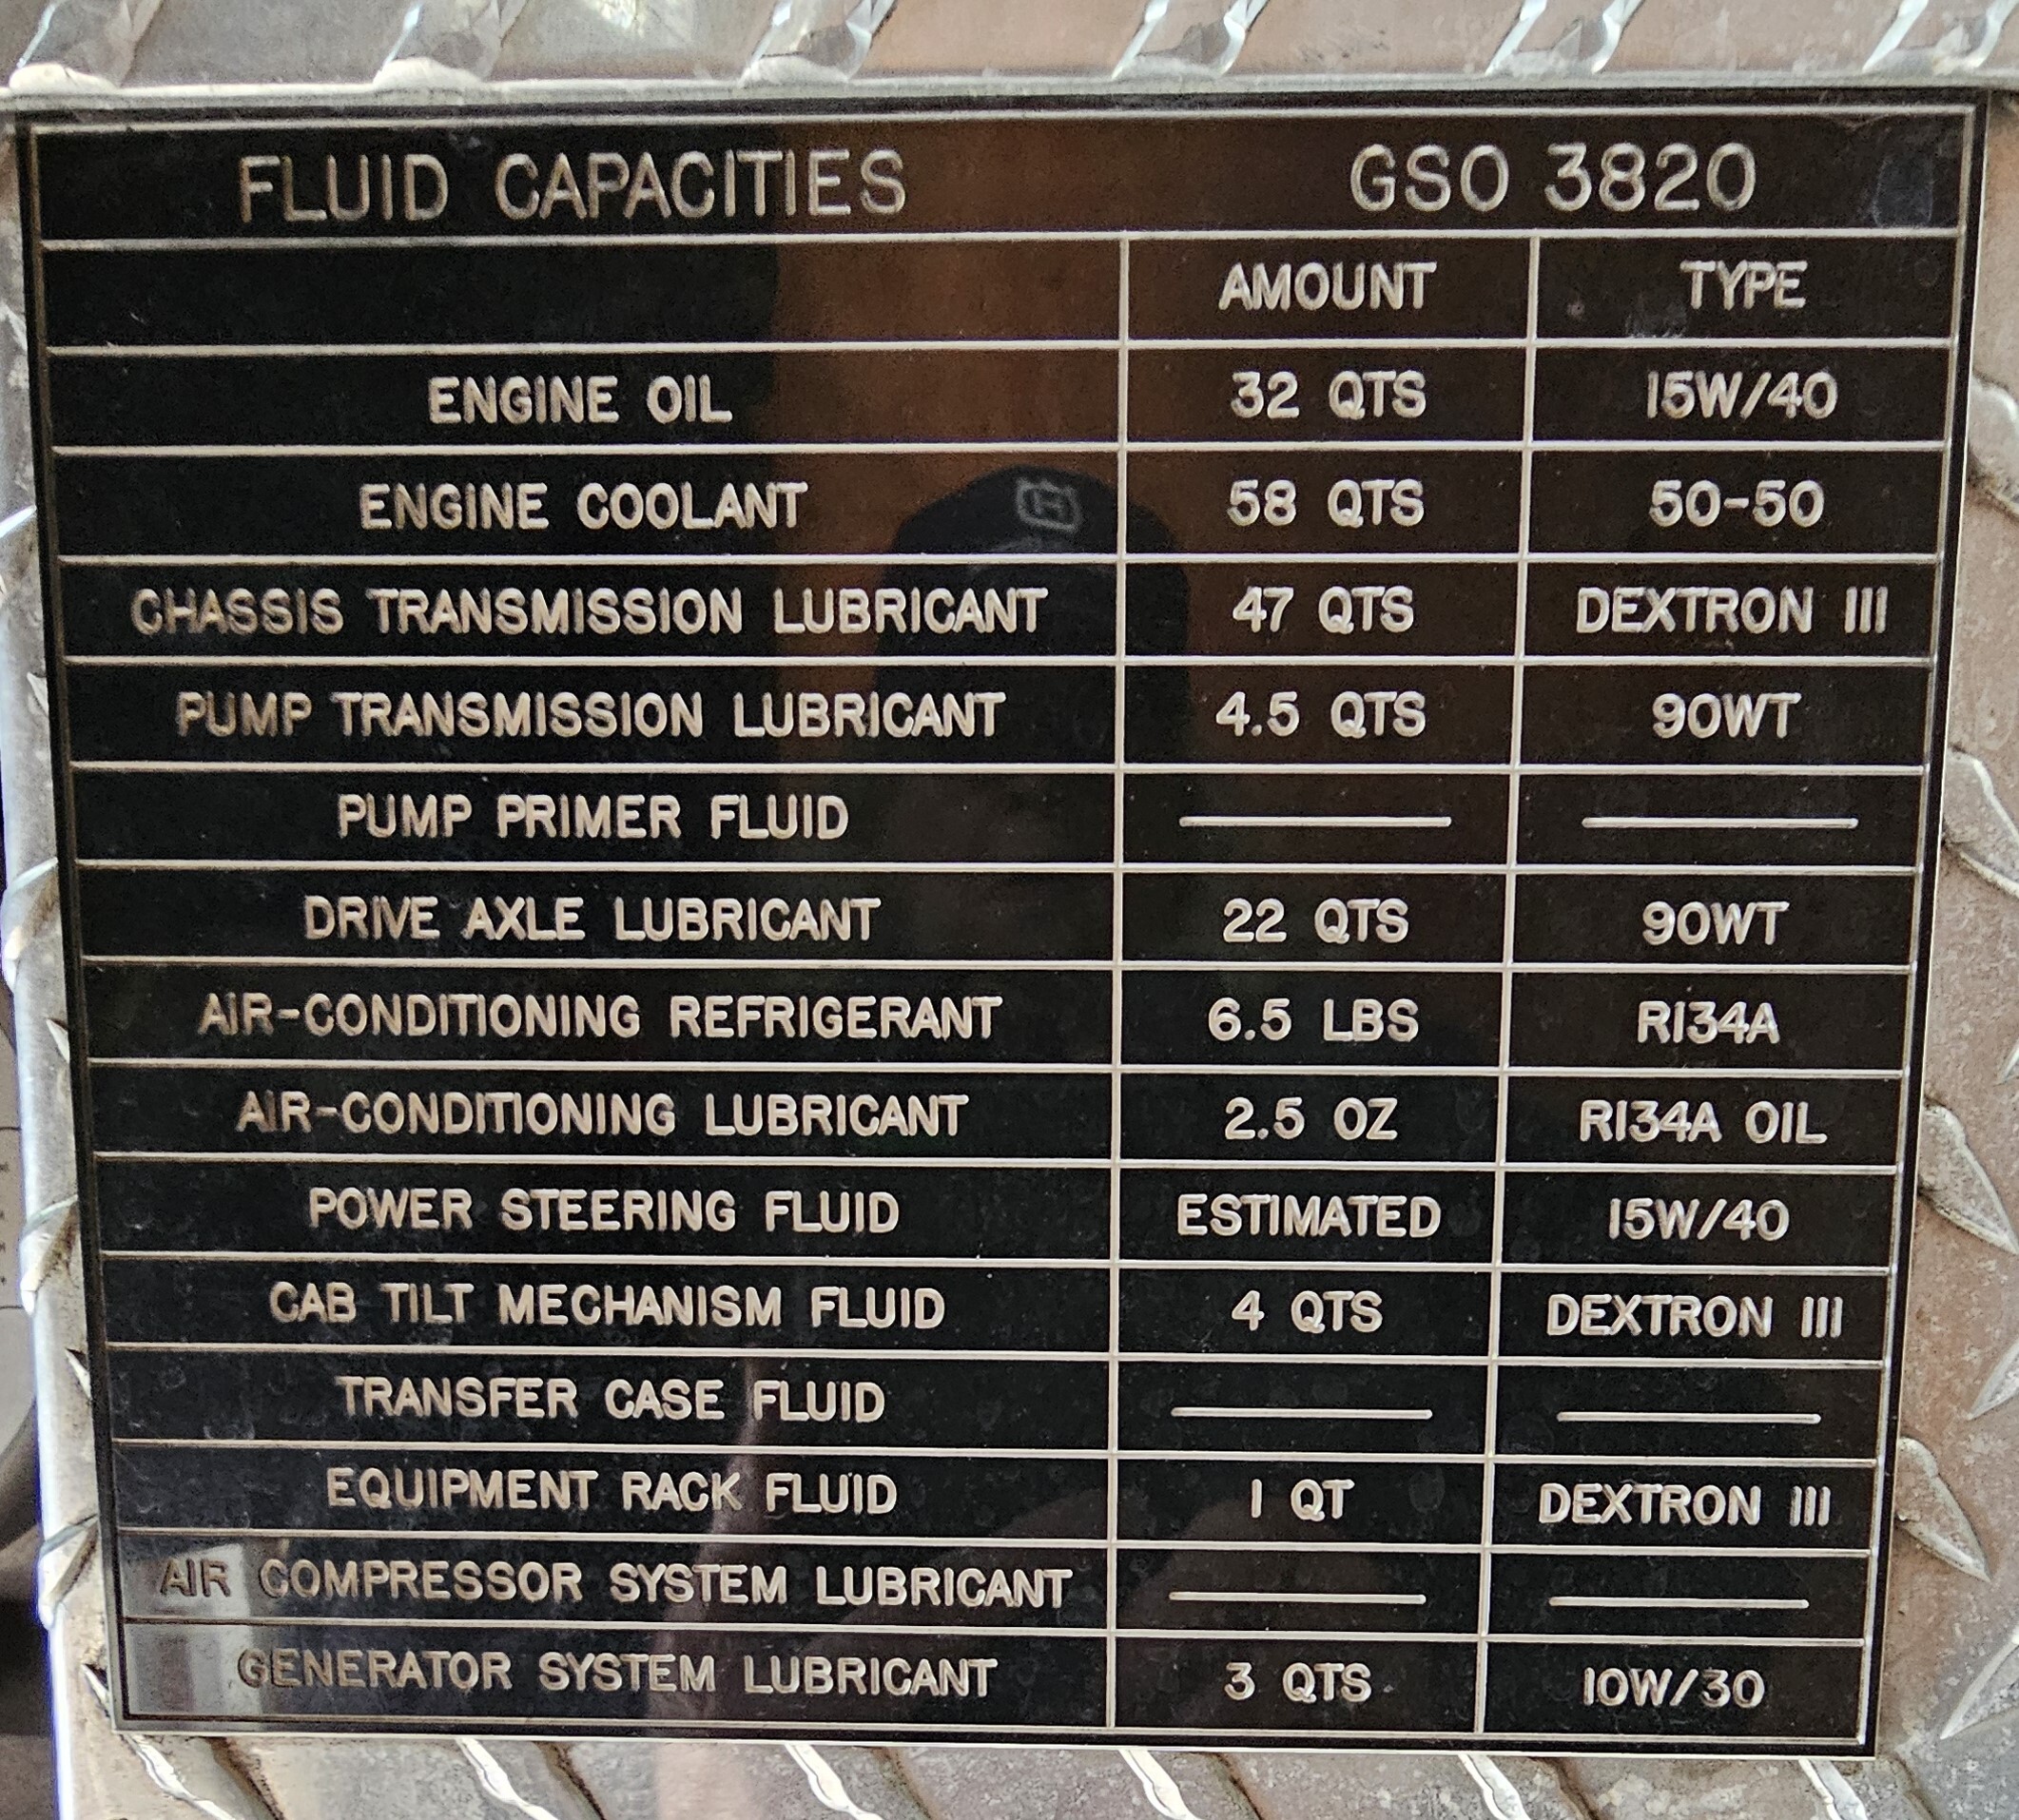 FLUID CAPACITIES GSO 3820
AMOUNT TYPE
ENGINE OIL 32 QTS 15W/40
ENGINE COOLANT 58 QTS 50-50
CHASSIS TRANSMISSION LUBRICANT 47 QTS DEXTRON III
PUMP TRANSMISSION LUBRICANT 4.5 QTS 90WT
PUMP PRIMER FLUID
DRIVE AXLE LUBRICANT 22 QTS 90WT
AIR-CONDITIONING REFRIGERANT 6.5 LBS R134A
AIR-CONDITIONING LUBRICANT 2.5 OZ R134A OIL
POWER STEERING FLUID ESTIMATED 15W/40
CAB TILT MECHANISM FLUID 4 QTS DEXTRON III
TRANSFER CASE FLUID
EQUIPMENT RACK FLUID 1 QT DEXTRON III
AIR COMPRESSOR SYSTEM LUBRICANT
GENERATOR SYSTEM LUBRICANT 3 QTS 10W/30